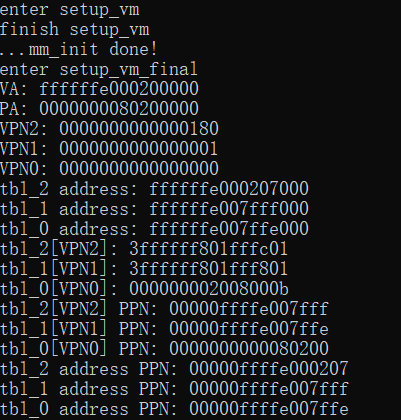 enter setup_vm
finish setup_vm
...mm_init done!
enter setup_vm_final
VA: ffffffe000200000
PA: 0000000080200000
VPN2: 0000000000000180
VPN1: 0000000000000001
VPN0: 0000000000000000
tbl_2 address: ffffffe000207000
tbl_1 address: ffffffe007fff000
tbl_0 address: ffffffe007ffe000
tbl_2[VPN2]: 3ffffff801fffc01
tbl_1[VPN1]: 3ffffff801fff801
tbl_0[VPN0]: 000000002008000b
tbl_2[VPN2] PPN: 00000ffffe007fff
tbl_1[VPN1] PPN: 00000ffffe007ffe
tbl_0[VPN0] PPN: 0000000000080200
tbl_2 address PPN: 00000ffffe000207
tbl_1 address PPN: 00000ffffe007fff
tbl_0 address PPN: 00000ffffe007ffe